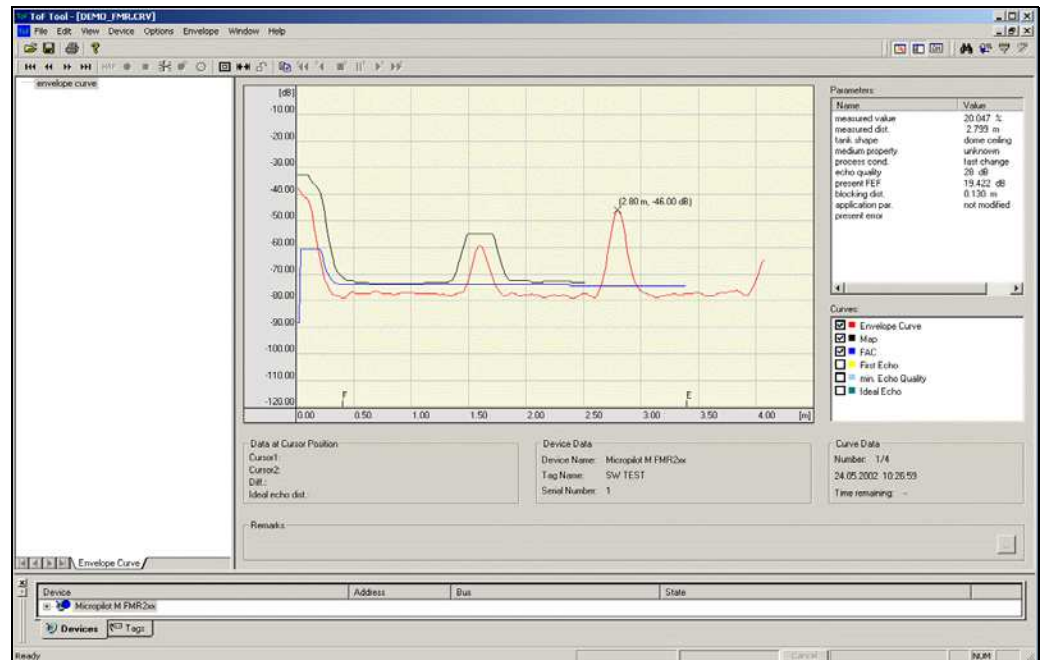 ToF Tool - [DEMO_FMR.CRV]
File Edit View Device Options Envelope Window Help
envelope curve
[dB]
-10.00
-20.00
-30.00
-40.00
-50.00
-60.00
-70.00
-80.00
-90.00
-100.00
-110.00
-120.00
(2.80 m, -46.00 dB)
F
E
0.00 0.50 1.00 1.50 2.00 2.50 3.00 3.50 4.00 [m]
Parameters:
Name Value
measured value 20.047 %
measured dist. 2.799 m
tank shape dome ceiling
medium property unknown
process cond. fast change
echo quality 28 dB
present FEF 19.422 dB
blocking dist. 0.130 m
application par. not modified
present error
Curves:
Envelope Curve
Map
FAC
First Echo
min. Echo Quality
Ideal Echo
Data at Cursor Position
Cursor1:
Cursor2:
Diff.:
Ideal echo dist.:
Device Data
Device Name: Micropilot M FMR2xx
Tag Name: SW TEST
Serial Number: 1
Curve Data
Number: 1/4
24.05.2002 10:26:59
Time remaining: -
Remarks
...
Envelope Curve
Device Address Bus State
Micropilot M FMR2xx
Devices Tags
Ready Cancel NUM